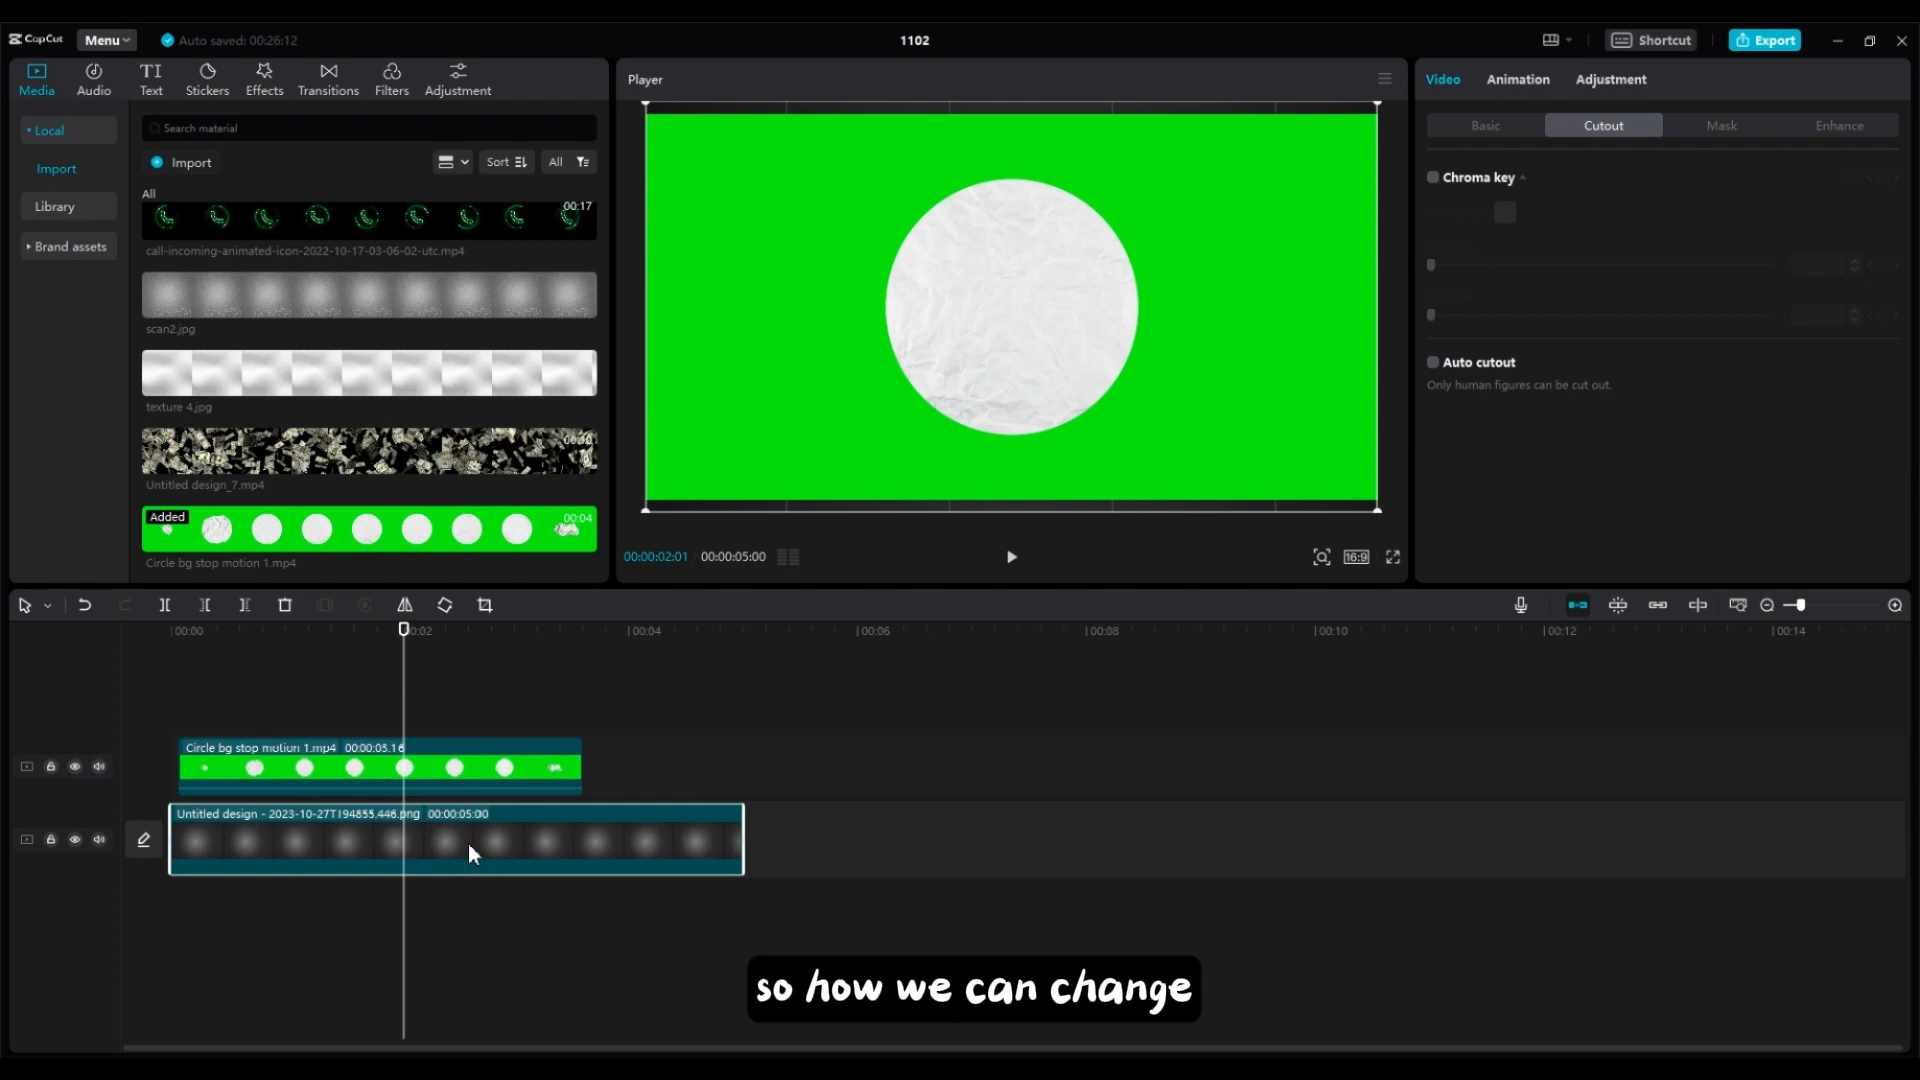 CapCut
Menu
Auto saved: 00:26:12
1102
Shortcut
Export
Media
Audio
TI
Text
Stickers
Effects
Transitions
Filters
Adjustment
Local
Import
Library
Brand assets
Search material
Import
Sort
All
All
00:17
call-incoming-animated-icon-2022-10-17-03-06-02-utc.mp4
scan2.jpg
texture 4.jpg
Untitled design_7.mp4
Added
00:04
Circle bg stop motion 1.mp4
Player
00:00:02:01
00:00:05:00
16:9
Video
Animation
Adjustment
Basic
Cutout
Mask
Enhance
Chroma key
Auto cutout
Only human figures can be cut out.
00:00
00:02
00:04
00:06
00:08
00:10
00:12
00:14
Circle bg stop motion 1.mp4 00:00:03.16
Untitled design - 2023-10-27T194855.446.png 00:00:05:00
so how we can change